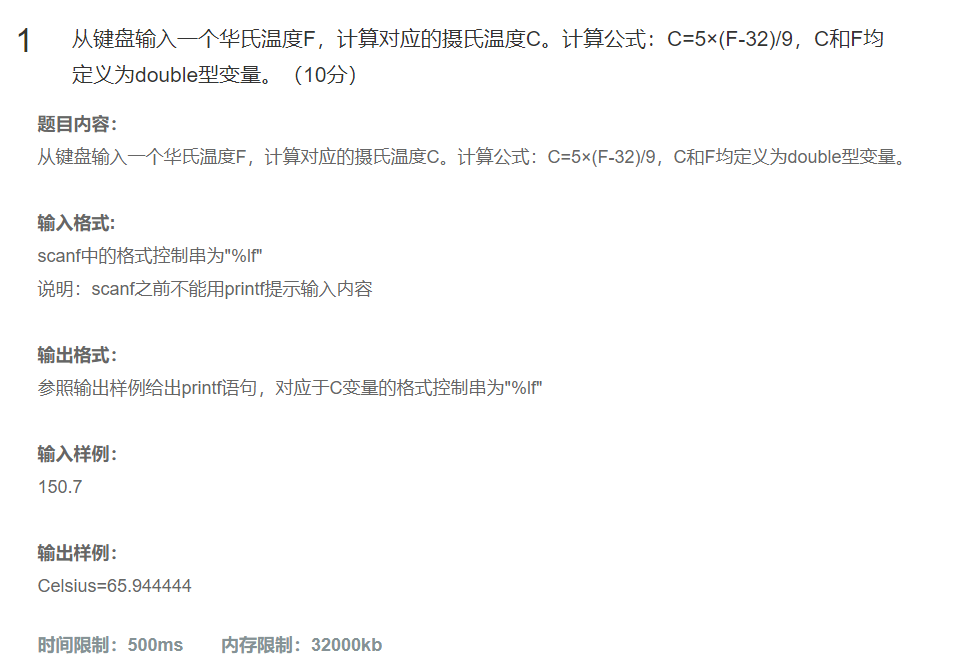 1 从键盘输入一个华氏温度F，计算对应的摄氏温度C。计算公式：C=5×(F-32)/9，C和F均
定义为double型变量。（10分）
题目内容：
从键盘输入一个华氏温度F，计算对应的摄氏温度C。计算公式：C=5×(F-32)/9，C和F均定义为double型变量。
输入格式:
scanf中的格式控制串为"%lf"
说明：scanf之前不能用printf提示输入内容
输出格式：
参照输出样例给出printf语句，对应于C变量的格式控制串为"%lf"
输入样例：
150.7
输出样例：
Celsius=65.944444
时间限制：500ms 内存限制：32000kb